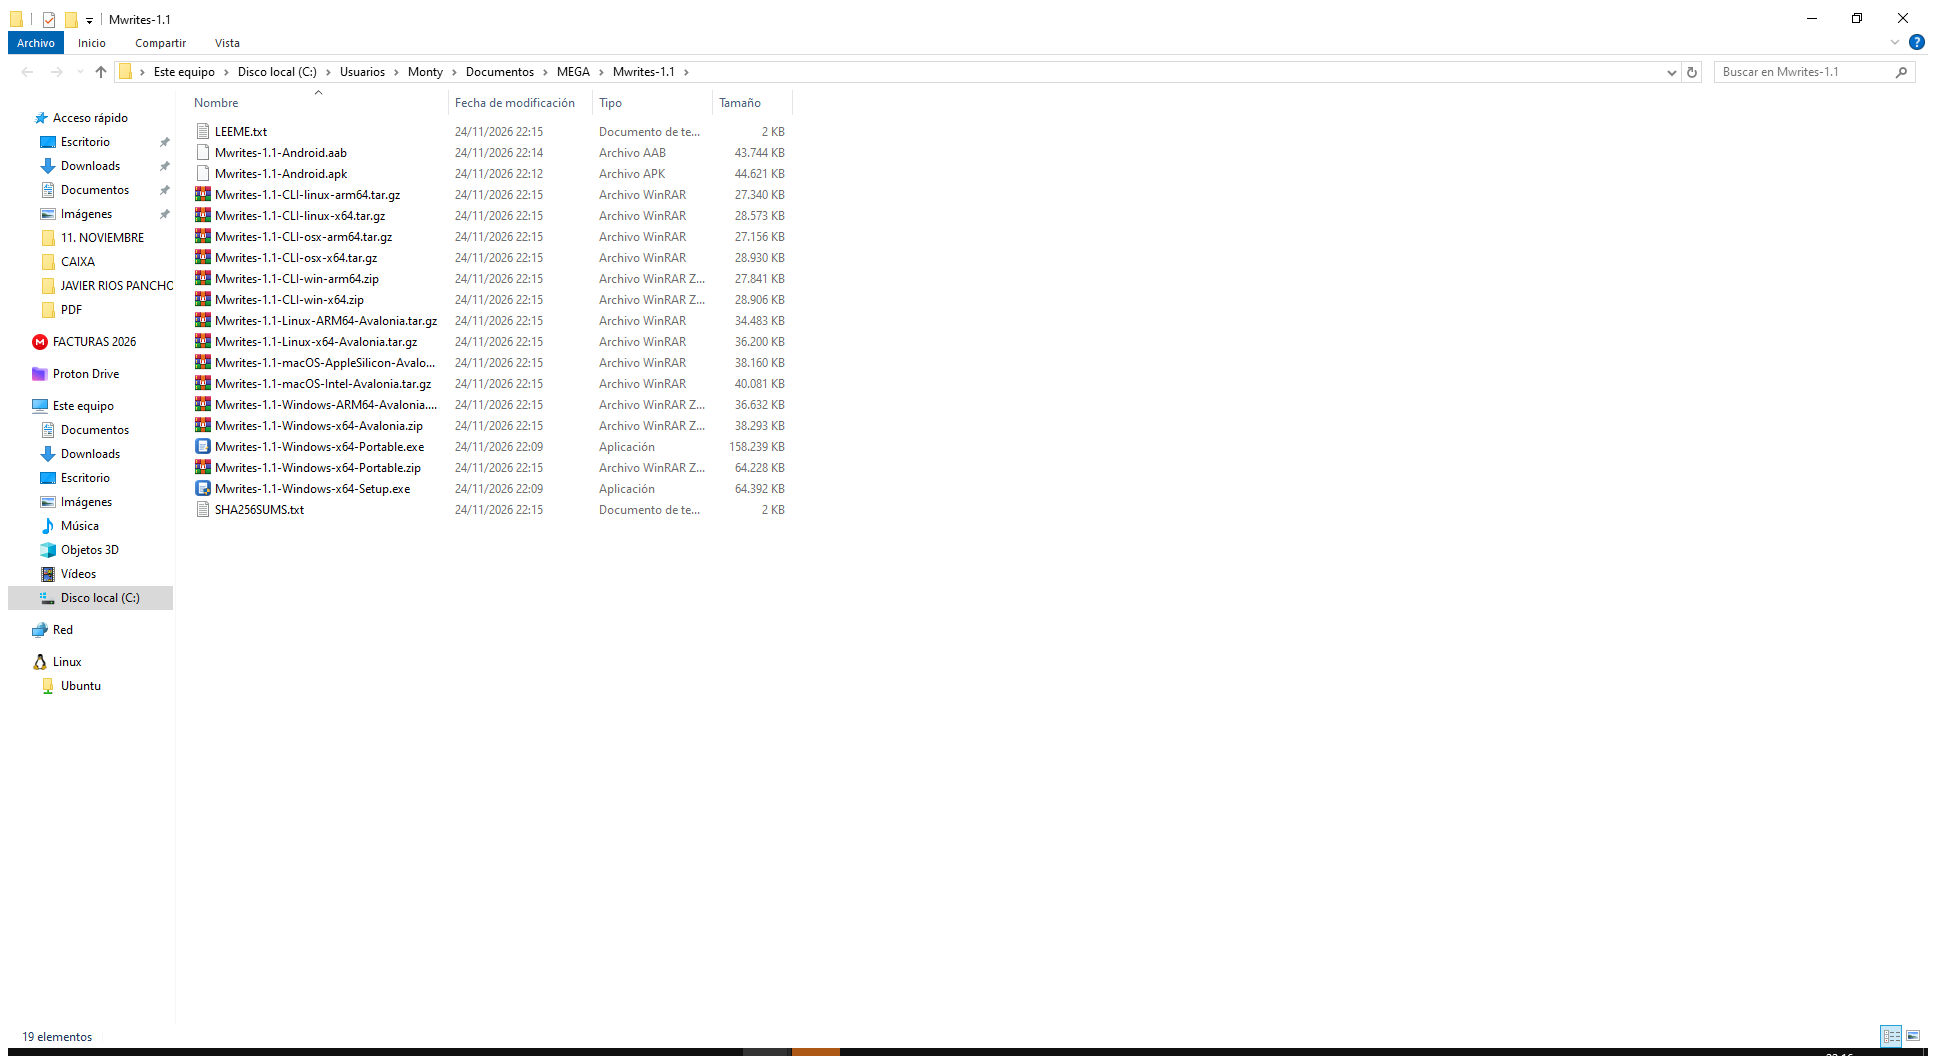 Mwrites-1.1
Archivo Inicio Compartir Vista
Este equipo Disco local (C:) Usuarios Monty Documentos MEGA Mwrites-1.1
Buscar en Mwrites-1.1
Acceso rápido
Escritorio
Downloads
Documentos
Imágenes
11. NOVIEMBRE
CAIXA
JAVIER RIOS PANCHO
PDF
FACTURAS 2026
Proton Drive
Este equipo
Documentos
Downloads
Escritorio
Imágenes
Música
Objetos 3D
Vídeos
Disco local (C:)
Red
Linux
Ubuntu
Nombre Fecha de modificación Tipo Tamaño
LEEME.txt 24/11/2026 22:15 Documento de te... 2 KB
Mwrites-1.1-Android.aab 24/11/2026 22:14 Archivo AAB 43.744 KB
Mwrites-1.1-Android.apk 24/11/2026 22:12 Archivo APK 44.621 KB
Mwrites-1.1-CLI-linux-arm64.tar.gz 24/11/2026 22:15 Archivo WinRAR 27.340 KB
Mwrites-1.1-CLI-linux-x64.tar.gz 24/11/2026 22:15 Archivo WinRAR 28.573 KB
Mwrites-1.1-CLI-osx-arm64.tar.gz 24/11/2026 22:15 Archivo WinRAR 27.156 KB
Mwrites-1.1-CLI-osx-x64.tar.gz 24/11/2026 22:15 Archivo WinRAR 28.930 KB
Mwrites-1.1-CLI-win-arm64.zip 24/11/2026 22:15 Archivo WinRAR Z... 27.841 KB
Mwrites-1.1-CLI-win-x64.zip 24/11/2026 22:15 Archivo WinRAR Z... 28.906 KB
Mwrites-1.1-Linux-ARM64-Avalonia.tar.gz 24/11/2026 22:15 Archivo WinRAR 34.483 KB
Mwrites-1.1-Linux-x64-Avalonia.tar.gz 24/11/2026 22:15 Archivo WinRAR 36.200 KB
Mwrites-1.1-macOS-AppleSilicon-Avalo... 24/11/2026 22:15 Archivo WinRAR 38.160 KB
Mwrites-1.1-macOS-Intel-Avalonia.tar.gz 24/11/2026 22:15 Archivo WinRAR 40.081 KB
Mwrites-1.1-Windows-ARM64-Avalonia.... 24/11/2026 22:15 Archivo WinRAR Z... 36.632 KB
Mwrites-1.1-Windows-x64-Avalonia.zip 24/11/2026 22:15 Archivo WinRAR Z... 38.293 KB
Mwrites-1.1-Windows-x64-Portable.exe 24/11/2026 22:09 Aplicación 158.239 KB
Mwrites-1.1-Windows-x64-Portable.zip 24/11/2026 22:15 Archivo WinRAR Z... 64.228 KB
Mwrites-1.1-Windows-x64-Setup.exe 24/11/2026 22:09 Aplicación 64.392 KB
SHA256SUMS.txt 24/11/2026 22:15 Documento de te... 2 KB
19 elementos